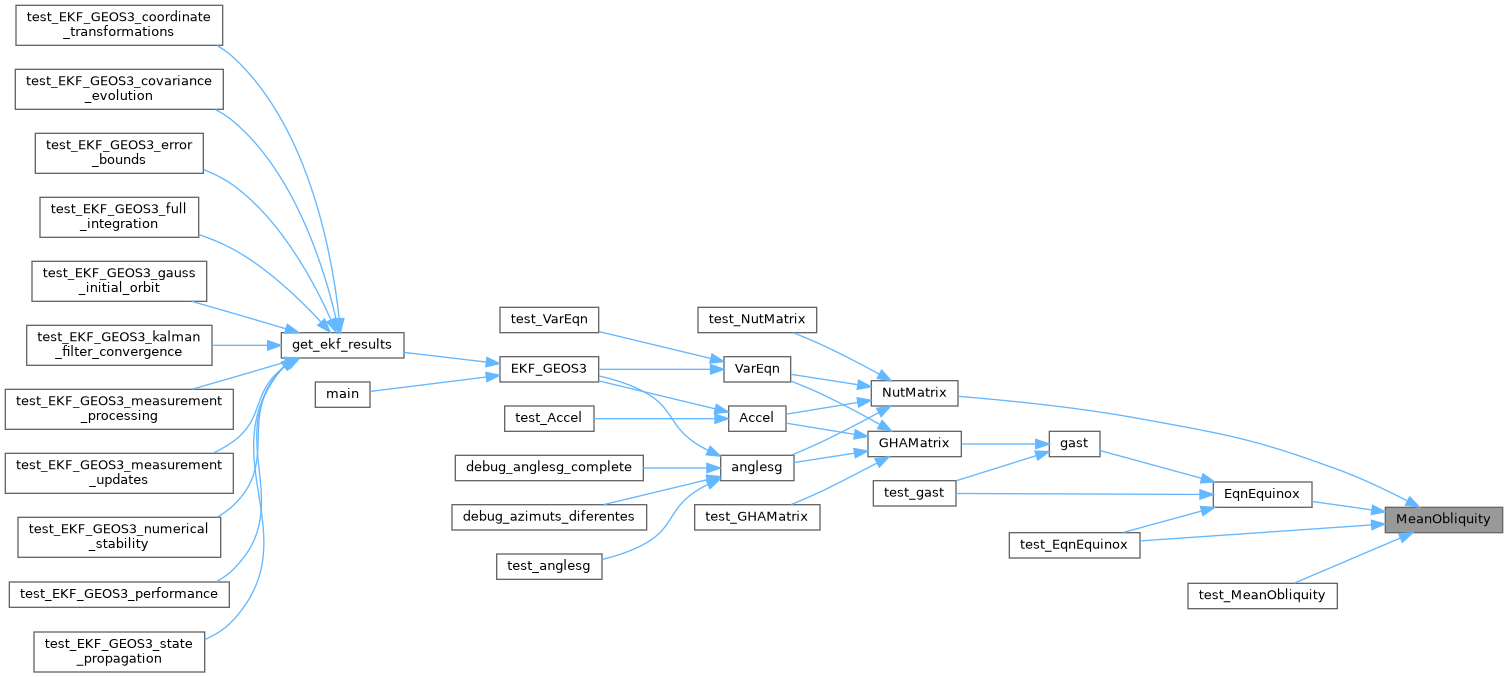 test_EKF_GEOS3_coordinate
_transformations
test_EKF_GEOS3_covariance
_evolution
test_EKF_GEOS3_error
_bounds
test_EKF_GEOS3_full
_integration
test_EKF_GEOS3_gauss
_initial_orbit
test_EKF_GEOS3_kalman
_filter_convergence
test_EKF_GEOS3_measurement
_processing
test_EKF_GEOS3_measurement
_updates
test_EKF_GEOS3_numerical
_stability
test_EKF_GEOS3_performance
test_EKF_GEOS3_state
_propagation
get_ekf_results
main
test_VarEqn
EKF_GEOS3
test_Accel
debug_anglesg_complete
debug_azimuts_diferentes
test_anglesg
test_NutMatrix
VarEqn
Accel
anglesg
test_GHAMatrix
NutMatrix
GHAMatrix
test_gast
gast
test_EqnEquinox
EqnEquinox
test_MeanObliquity
MeanObliquity